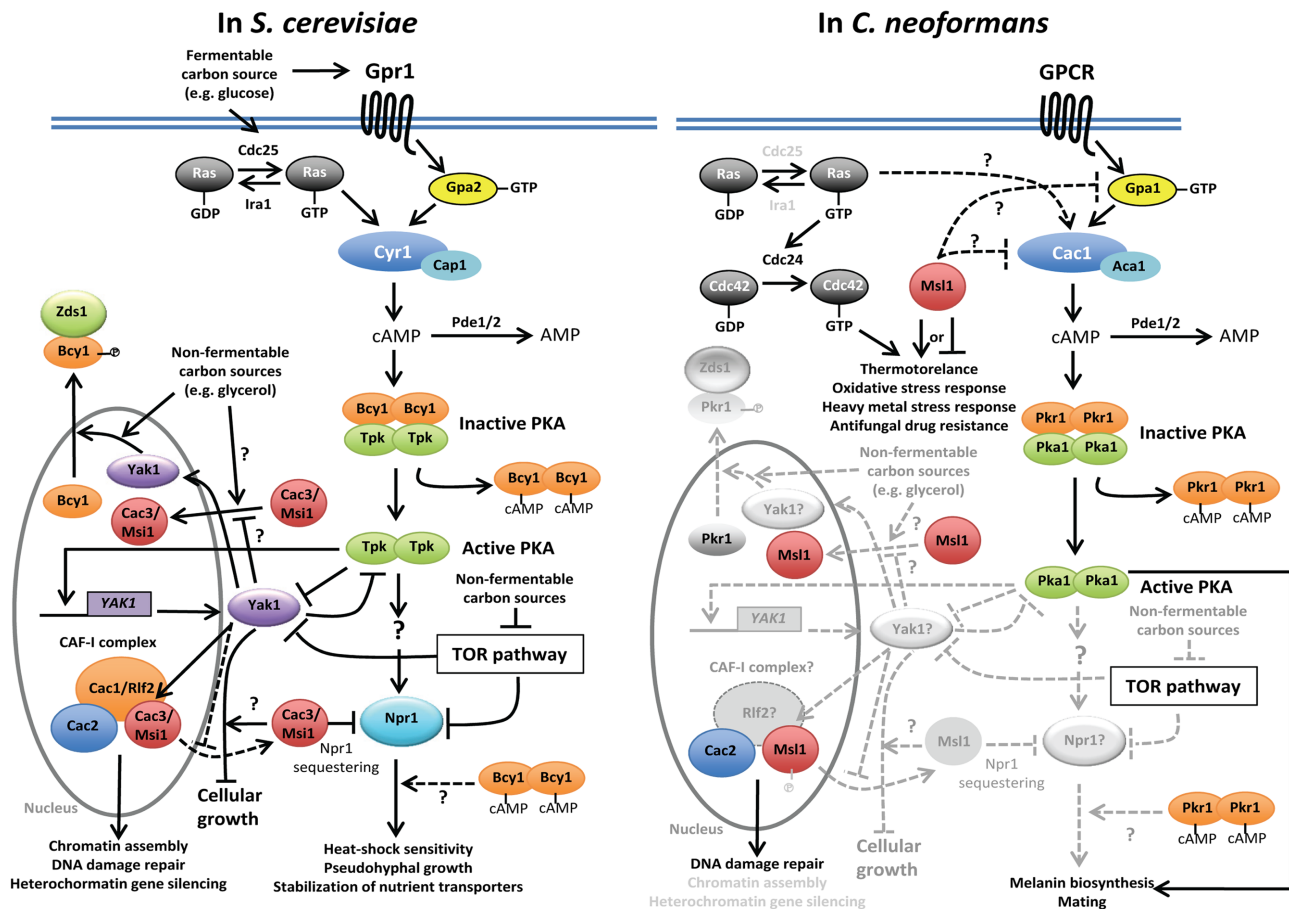 In S. cerevisiae
Fermentable
carbon source
(e.g. glucose)
Gpr1
Cdc25
Ras
Ras
GDP
Ira1
GTP
Gpa2
GTP
Cyr1
Cap1
Zds1
Bcy1
P
Non-fermentable
carbon sources
(e.g. glycerol)
cAMP
Pde1/2
AMP
Bcy1
Bcy1
Tpk
Tpk
Inactive PKA
Yak1
?
Bcy1
Cac3/
Msi1
Cac3/
Msi1
?
Bcy1
Bcy1
cAMP
cAMP
Tpk
Tpk
Active PKA
Non-fermentable
carbon sources
YAK1
Yak1
?
TOR pathway
CAF-I complex
Cac1/Rlf2
Cac2
Cac3/
Msi1
?
Cac3/
Msi1
Npr1
sequestering
Npr1
Nucleus
Cellular
growth
?
Bcy1
Bcy1
cAMP
cAMP
Chromatin assembly
DNA damage repair
Heterochormatin gene silencing
Heat-shock sensitivity
Pseudohyphal growth
Stabilization of nutrient transporters
In C. neoformans
GPCR
Cdc25
Ras
Ras
GDP
Ira1
GTP
?
?
?
Gpa1
GTP
Cac1
Aca1
Cdc24
Cdc42
Cdc42
GDP
GTP
Msl1
or
Thermotorelance
Oxidative stress response
Heavy metal stress response
Antifungal drug resistance
cAMP
Pde1/2
AMP
Zds1
Pkr1
P
Pkr1
Pkr1
Pka1
Pka1
Inactive PKA
Non-fermentable
carbon sources
(e.g. glycerol)
Pkr1
Pkr1
cAMP
cAMP
Yak1?
Pkr1
Msl1
?
Msl1
?
Pka1
Pka1
Active PKA
Non-fermentable
carbon sources
YAK1
Yak1?
?
TOR pathway
CAF-I complex?
Rlf2?
Cac2
Msl1
P
?
Msl1
Npr1
sequestering
Npr1?
Nucleus
Cellular
growth
?
Pkr1
Pkr1
cAMP
cAMP
DNA damage repair
Chromatin assembly
Heterochromatin gene silencing
Melanin biosynthesis
Mating